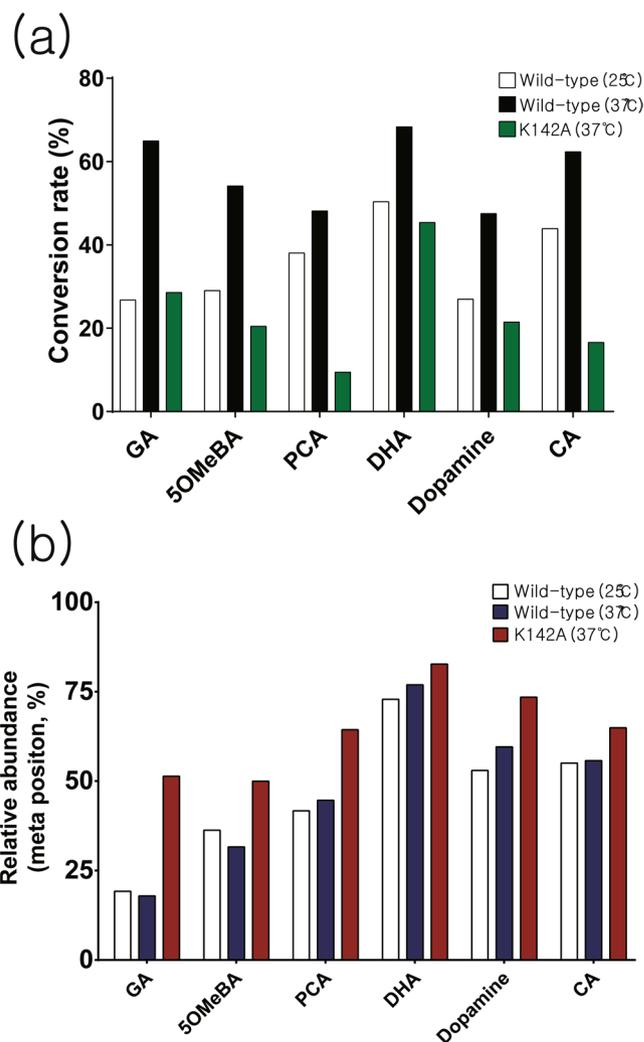 (a)
80
60
40
20
0
Conversion rate (%)
Wild-type (25℃)
Wild-type (37℃)
K142A (37℃)
GA
5OMeBA
PCA
DHA
Dopamine
CA
(b)
100
75
50
25
0
Relative abundance
(meta positon, %)
Wild-type (25℃)
Wild-type (37℃)
K142A (37℃)
GA
5OMeBA
PCA
DHA
Dopamine
CA